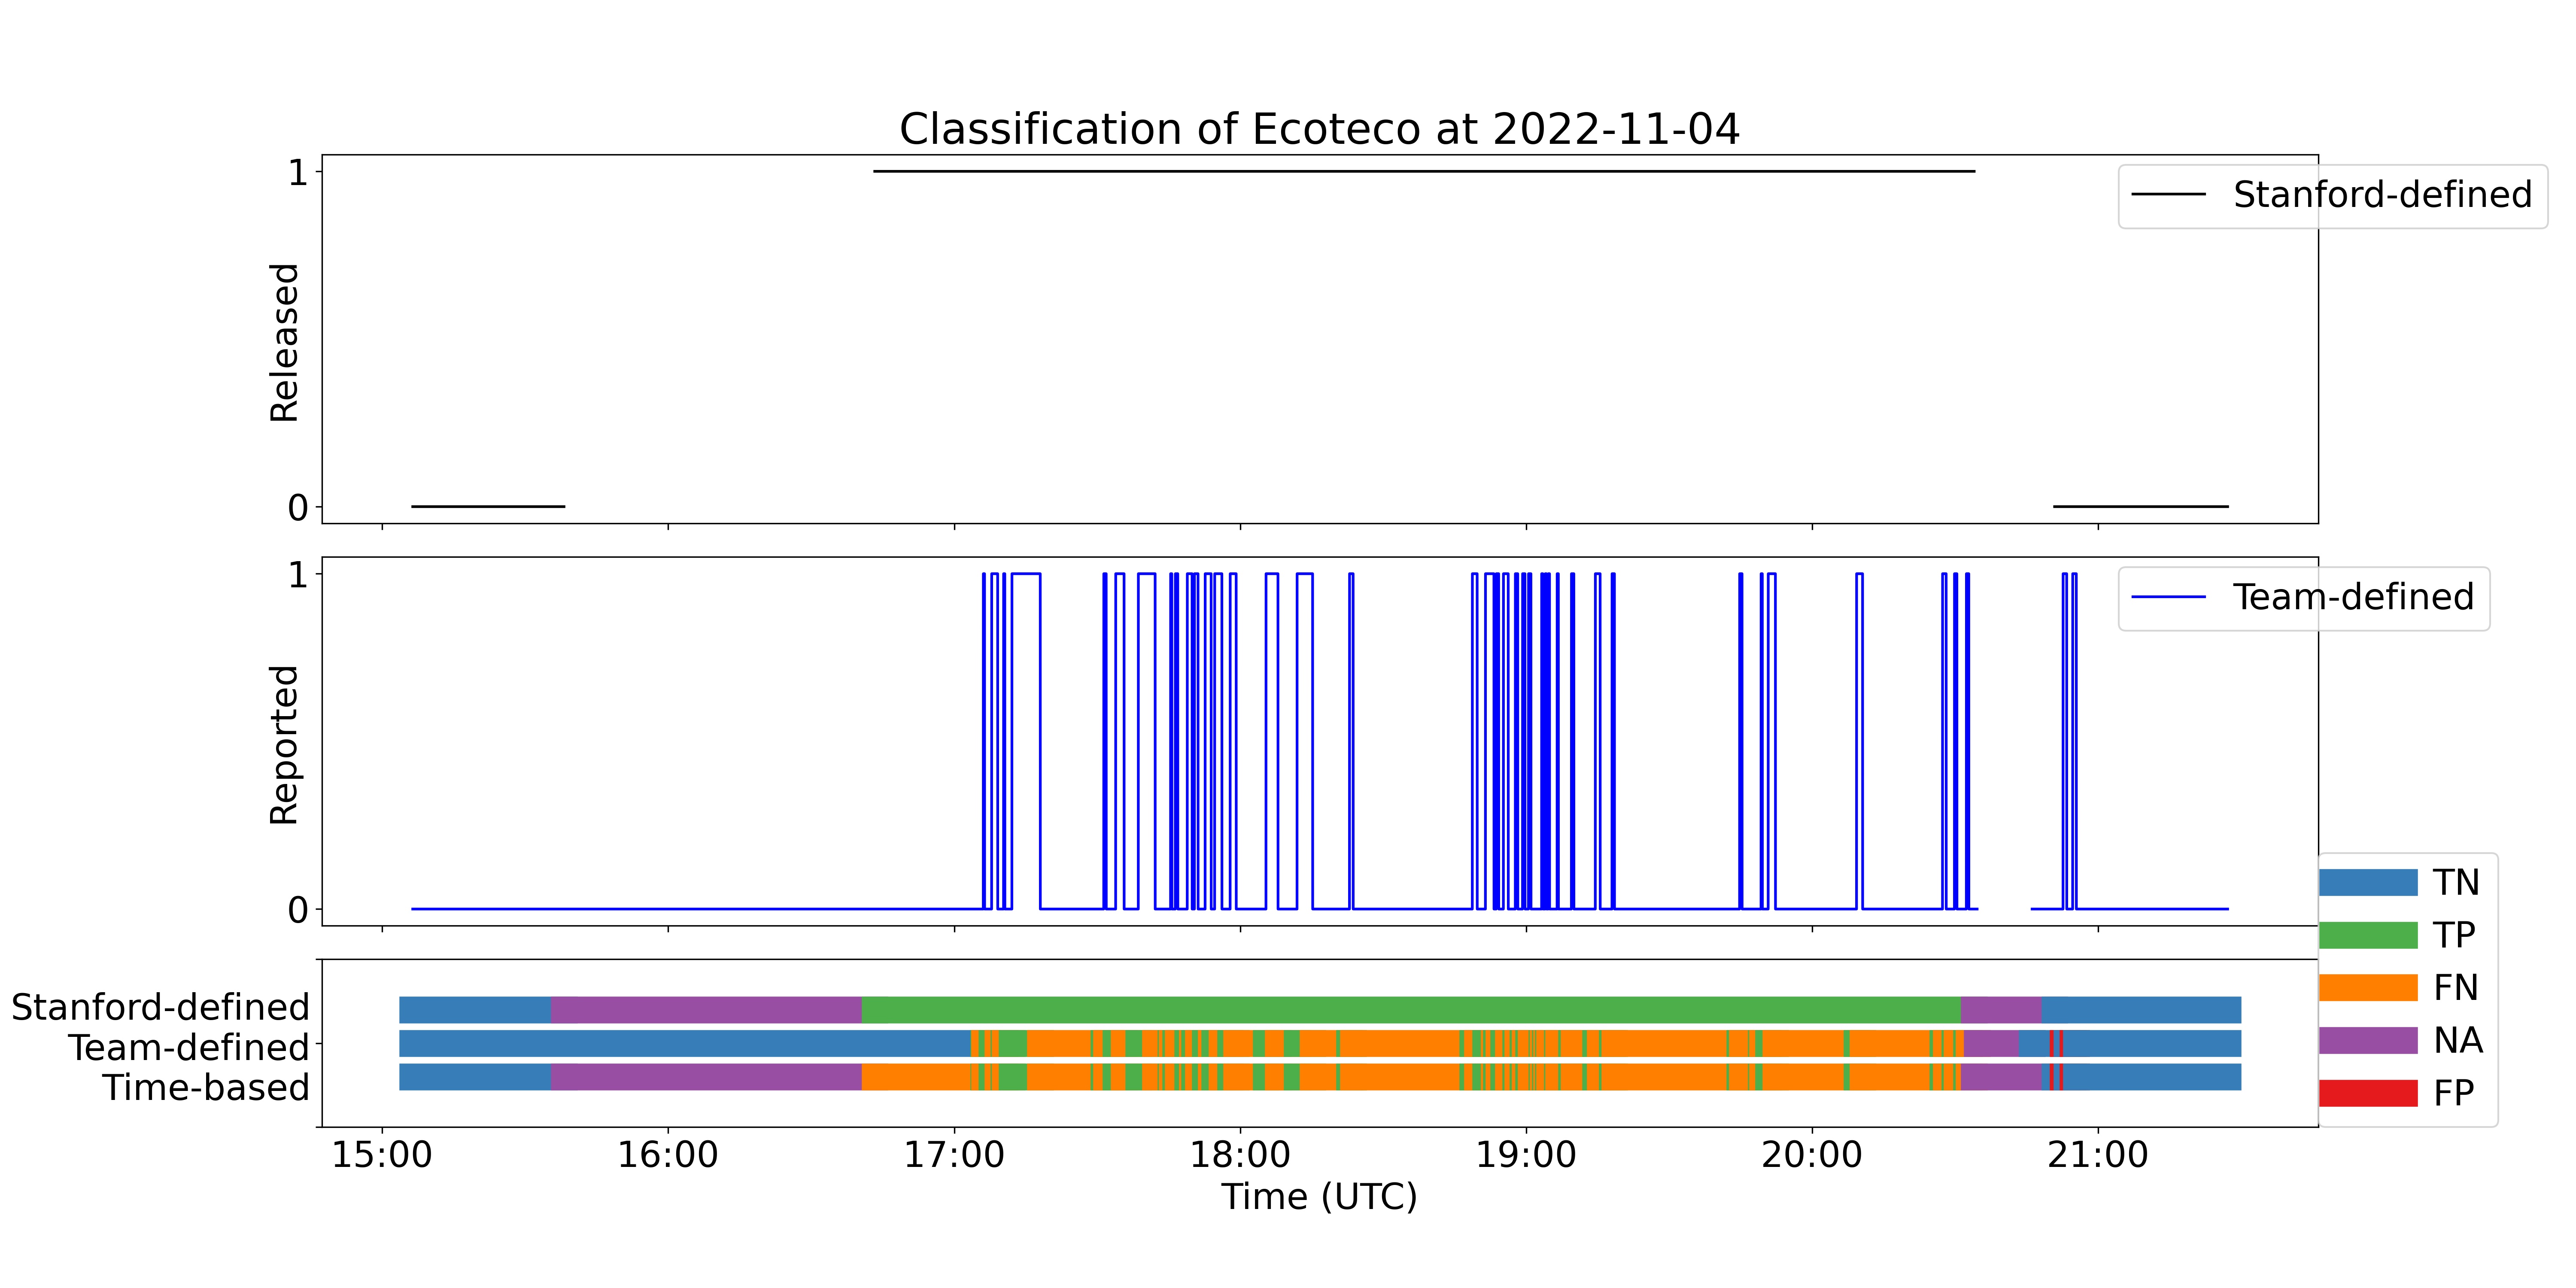 Classification of Ecoteco at 2022-11-04
1
0
Released
Stanford-defined
1
0
Reported
Team-defined
TN
TP
FN
NA
FP
Stanford-defined
Team-defined
Time-based
15:00 16:00 17:00 18:00 19:00 20:00 21:00
Time (UTC)